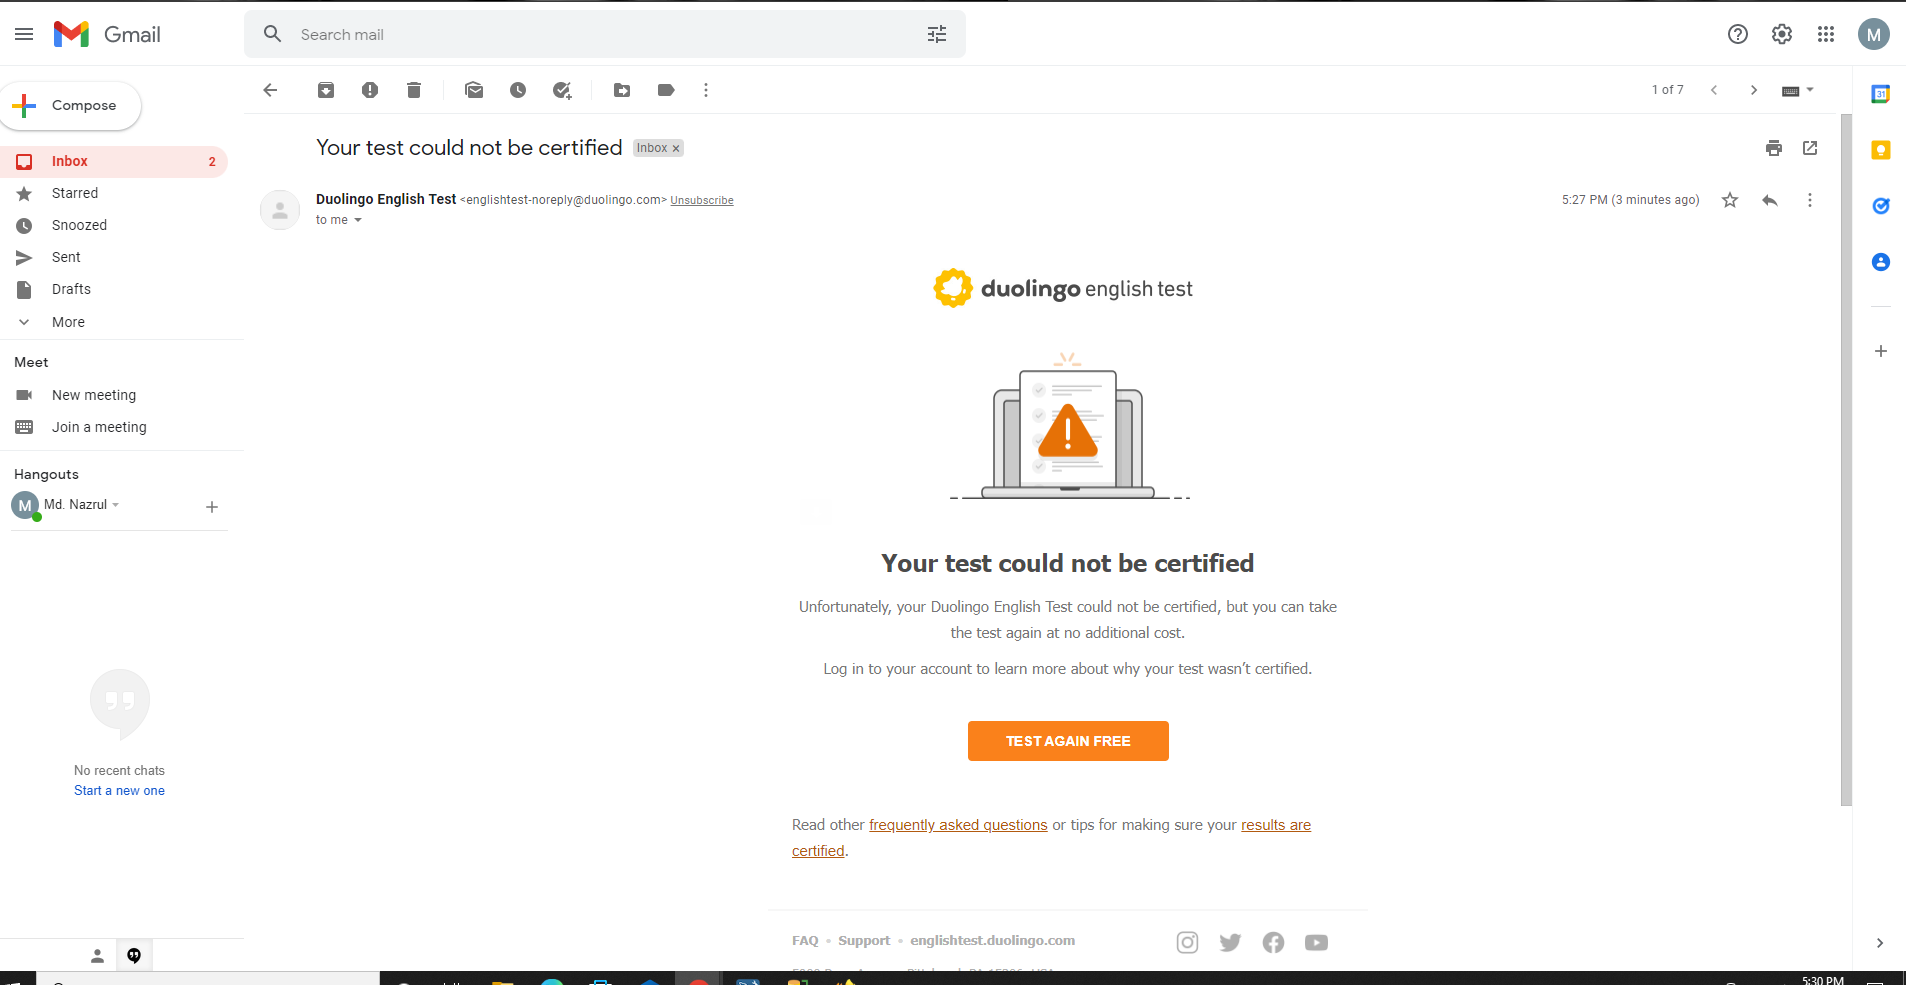 Gmail
Search mail
M
Compose
1 of 7
31
Your test could not be certified Inbox x
Inbox 2
Starred
Duolingo English Test <englishtest-noreply@duolingo.com> Unsubscribe
5:27 PM (3 minutes ago)
to me
Snoozed
Sent
Drafts
More
duolingo english test
Meet
New meeting
Join a meeting
Hangouts
M Md. Nazrul
Your test could not be certified
Unfortunately, your Duolingo English Test could not be certified, but you can take
the test again at no additional cost.
Log in to your account to learn more about why your test wasn’t certified.
TEST AGAIN FREE
No recent chats
Start a new one
Read other frequently asked questions or tips for making sure your results are
certified.
FAQ • Support • englishtest.duolingo.com
5:30 PM